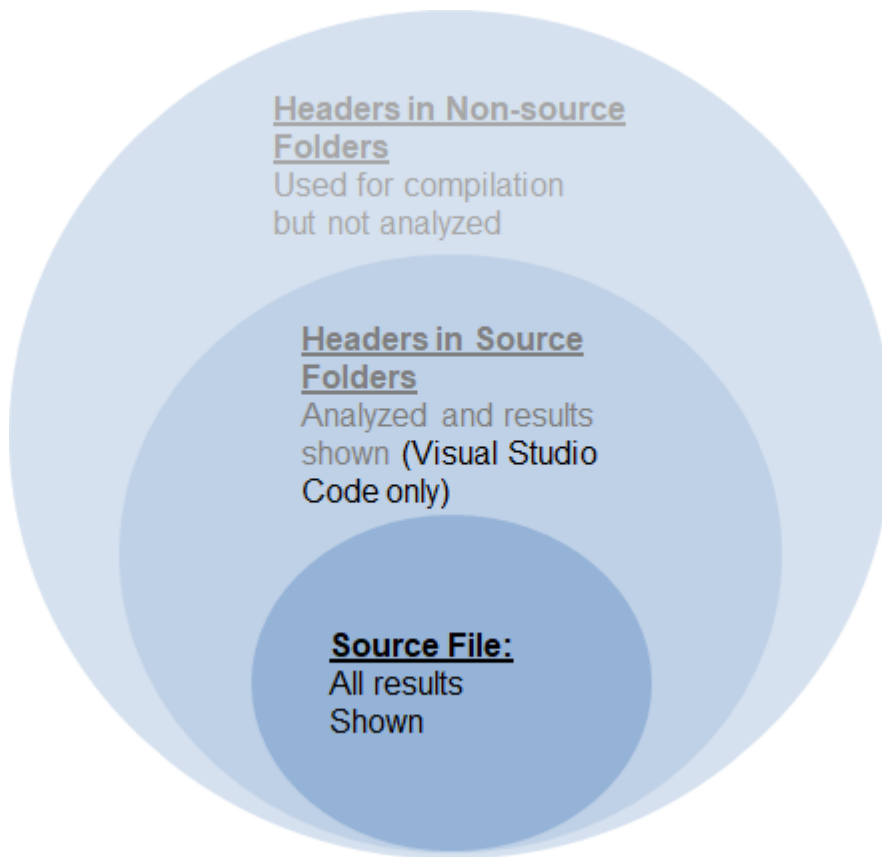 Headers in Non-source
Folders
Used for compilation
but not analyzed
Headers in Source
Folders
Analyzed and results
shown (Visual Studio
Code only)
Source File:
All results
Shown